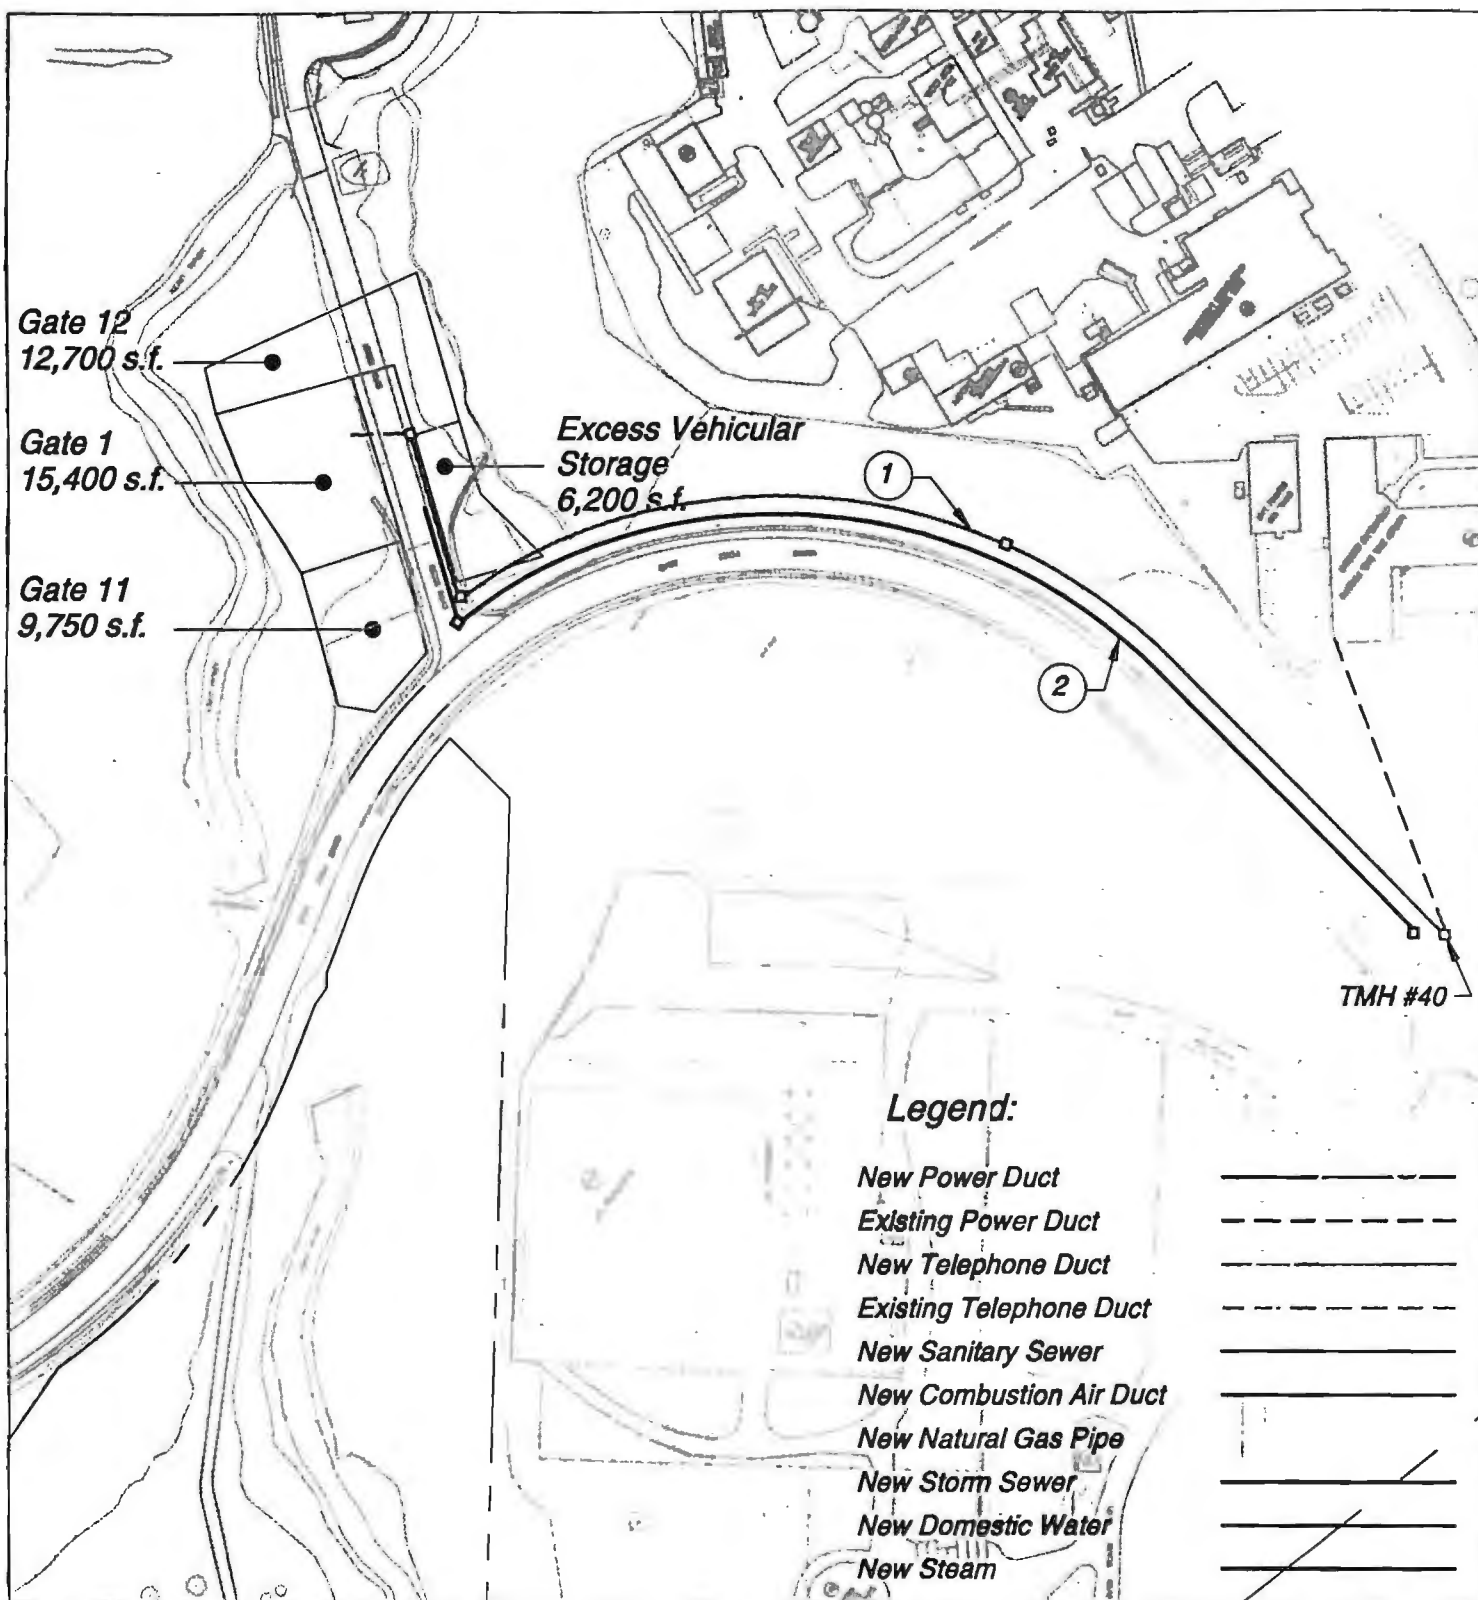 Gate 12
12,700 s.f.
Gate 1
15,400 s.f.
Gate 11
9,750 s.f.
Excess Vehicular
Storage
6,200 s.f.
1
2
TMH #40
Legend:
New Power Duct
Existing Power Duct
New Telephone Duct
Existing Telephone Duct
New Sanitary Sewer
New Combustion Air Duct
New Natural Gas Pipe
New Storm Sewer
New Domestic Water
New Steam